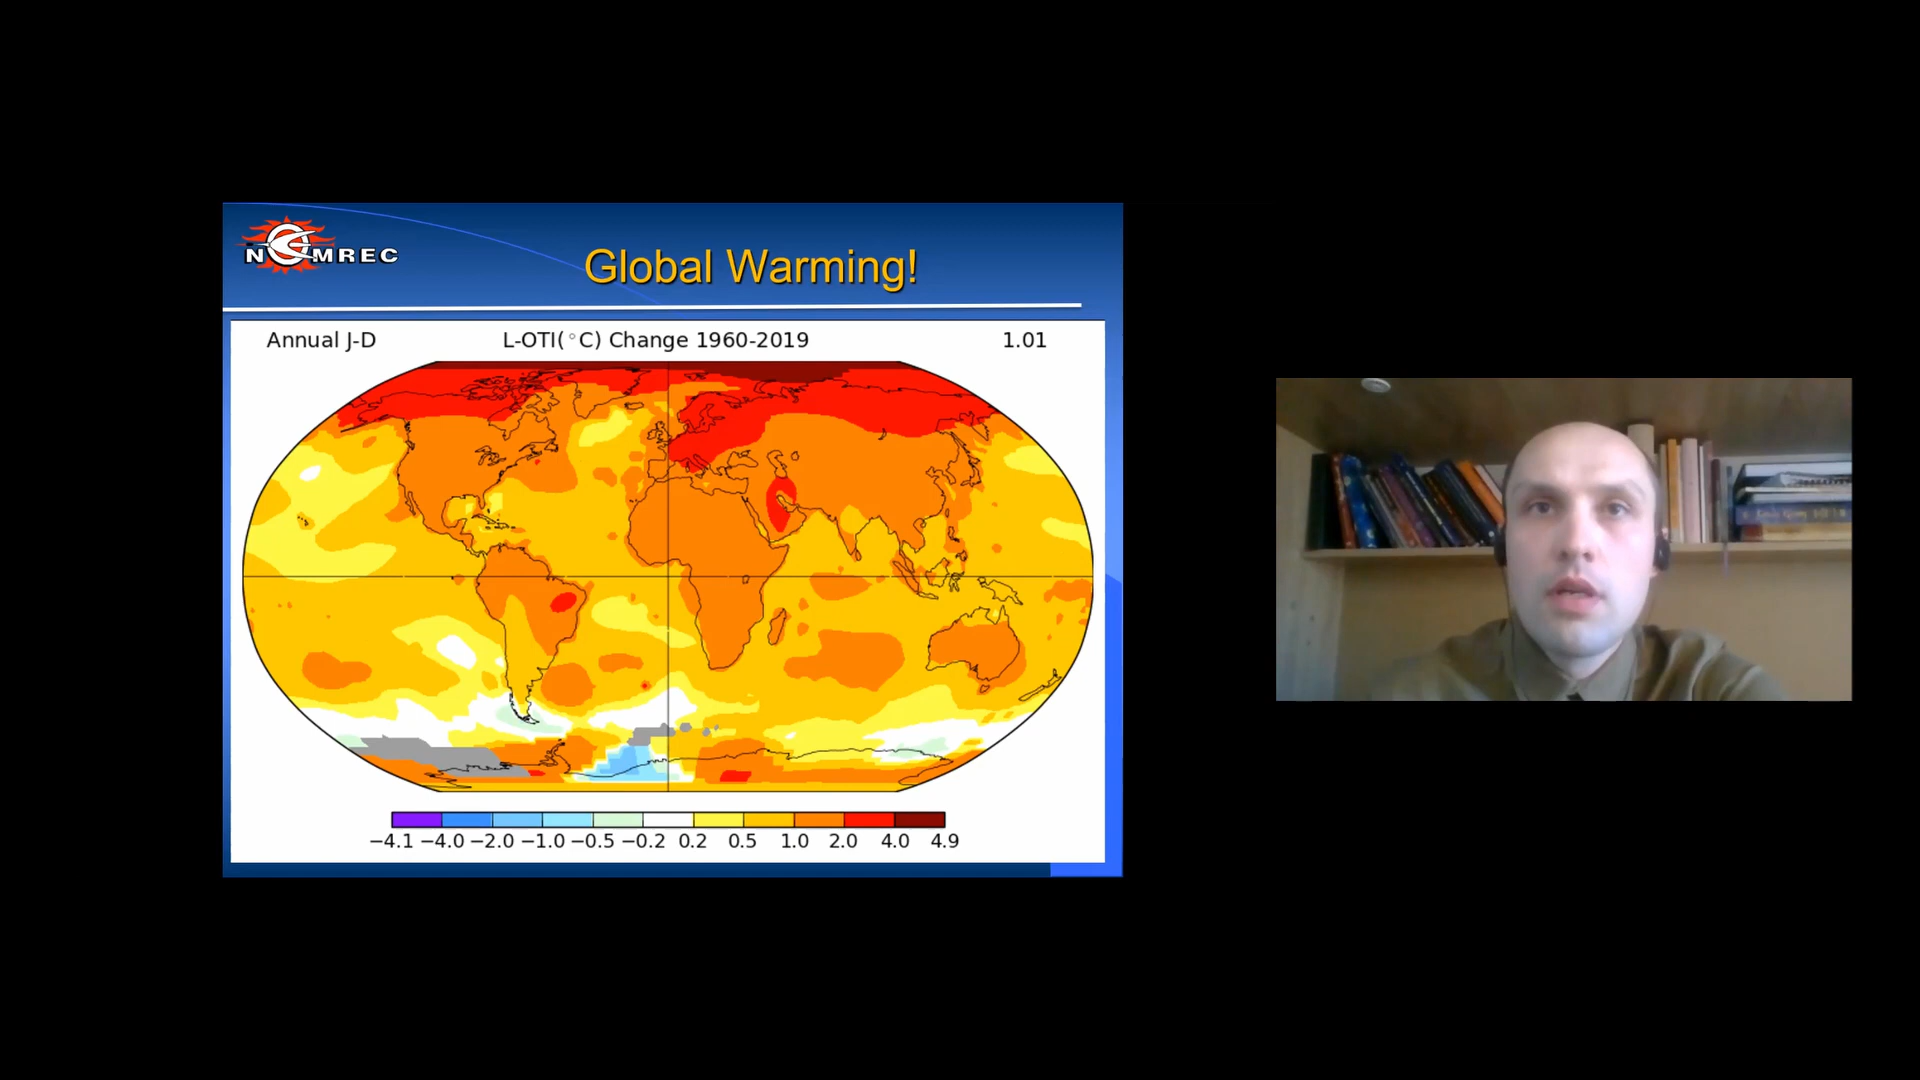 NOMREC
Global Warming!
Annual J-D L-OTI(°C) Change 1960-2019 1.01
−4.1 −4.0 −2.0 −1.0 −0.5 −0.2 0.2 0.5 1.0 2.0 4.0 4.9